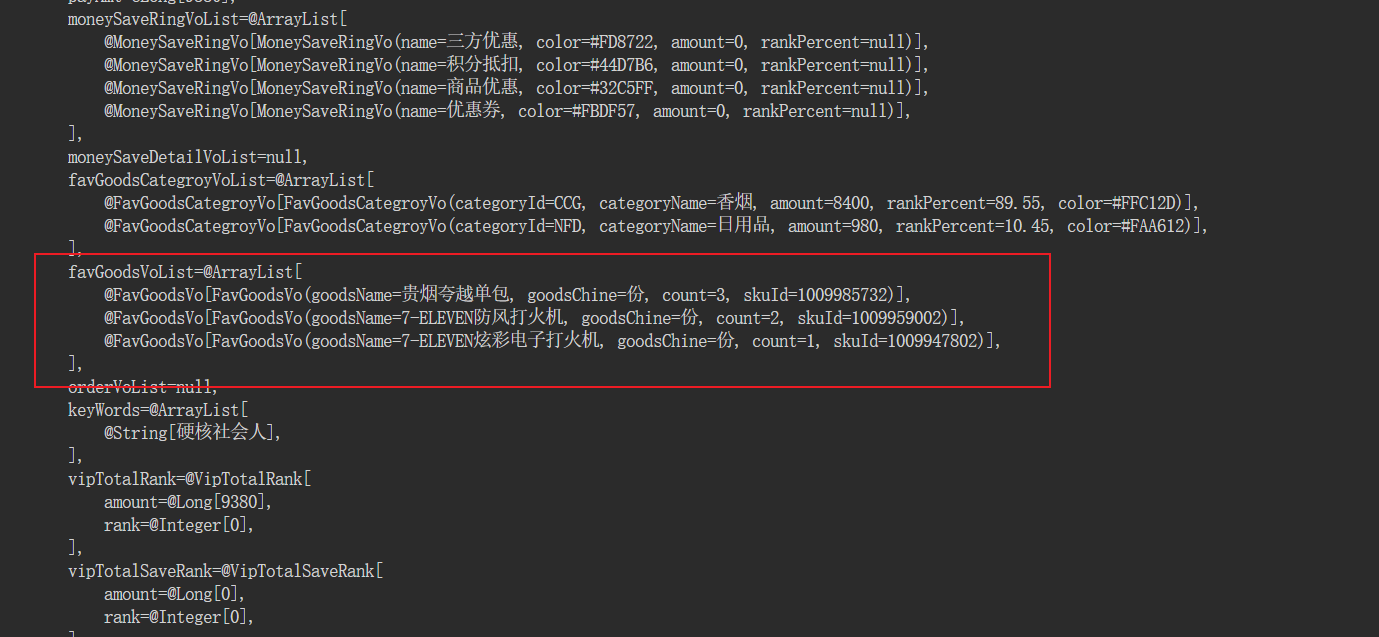 moneySaveRingVoList=@ArrayList[
@MoneySaveRingVo[MoneySaveRingVo(name=三方优惠, color=#FD8722, amount=0, rankPercent=null)],
@MoneySaveRingVo[MoneySaveRingVo(name=积分抵扣, color=#44D7B6, amount=0, rankPercent=null)],
@MoneySaveRingVo[MoneySaveRingVo(name=商品优惠, color=#32C5FF, amount=0, rankPercent=null)],
@MoneySaveRingVo[MoneySaveRingVo(name=优惠券, color=#FBDF57, amount=0, rankPercent=null)],
],
moneySaveDetailVoList=null,
favGoodsCategroyVoList=@ArrayList[
@FavGoodsCategroyVo[FavGoodsCategroyVo(categoryId=CCG, categoryName=香烟, amount=8400, rankPercent=89.55, color=#FFC12D)],
@FavGoodsCategroyVo[FavGoodsCategroyVo(categoryId=NFD, categoryName=日用品, amount=980, rankPercent=10.45, color=#FAA612)],
],
favGoodsVoList=@ArrayList[
@FavGoodsVo[FavGoodsVo(goodsName=贵烟夸越单包, goodsChine=份, count=3, skuId=1009985732)],
@FavGoodsVo[FavGoodsVo(goodsName=7-ELEVEN防风打火机, goodsChine=份, count=2, skuId=1009959002)],
@FavGoodsVo[FavGoodsVo(goodsName=7-ELEVEN炫彩电子打火机, goodsChine=份, count=1, skuId=1009947802)],
],
orderVoList=null,
keyWords=@ArrayList[
@String[硬核社会人],
],
vipTotalRank=@VipTotalRank[
amount=@Long[9380],
rank=@Integer[0],
],
vipTotalSaveRank=@VipTotalSaveRank[
amount=@Long[0],
rank=@Integer[0],